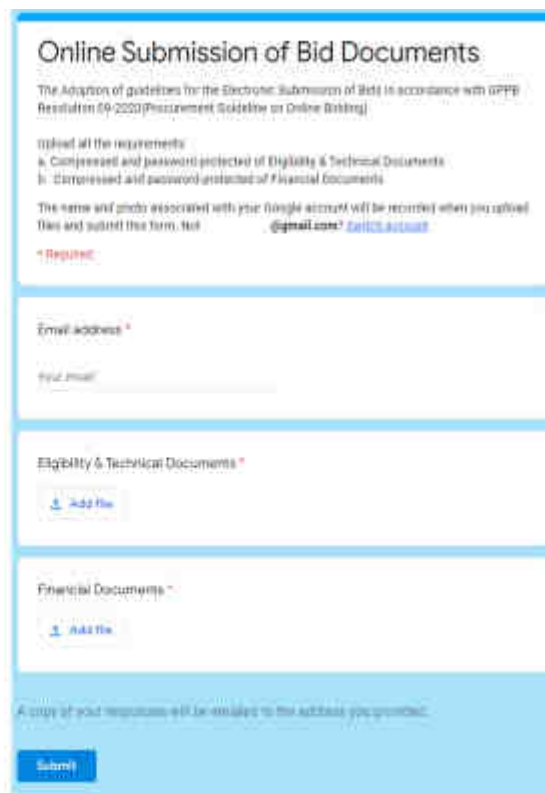 Online Submission of Bid Documents
The Adoption of guidelines for the Electronic Submission of Bids in accordance with GPPB
Resolution 09-2020(Procurement Guideline on Online Bidding)
Upload all the requirements
a. Compressed and password protected of Eligibility & Technical Documents
b. Compressed and password protected of Financial Documents
The name and photo associated with your Google account will be recorded when you upload
files and submit this form. Not @gmail.com? Switch account
* Required
Email address *
Your email
Eligibility & Technical Documents *
Add file
Financial Documents *
Add file
A copy of your responses will be emailed to the address you provided.
Submit